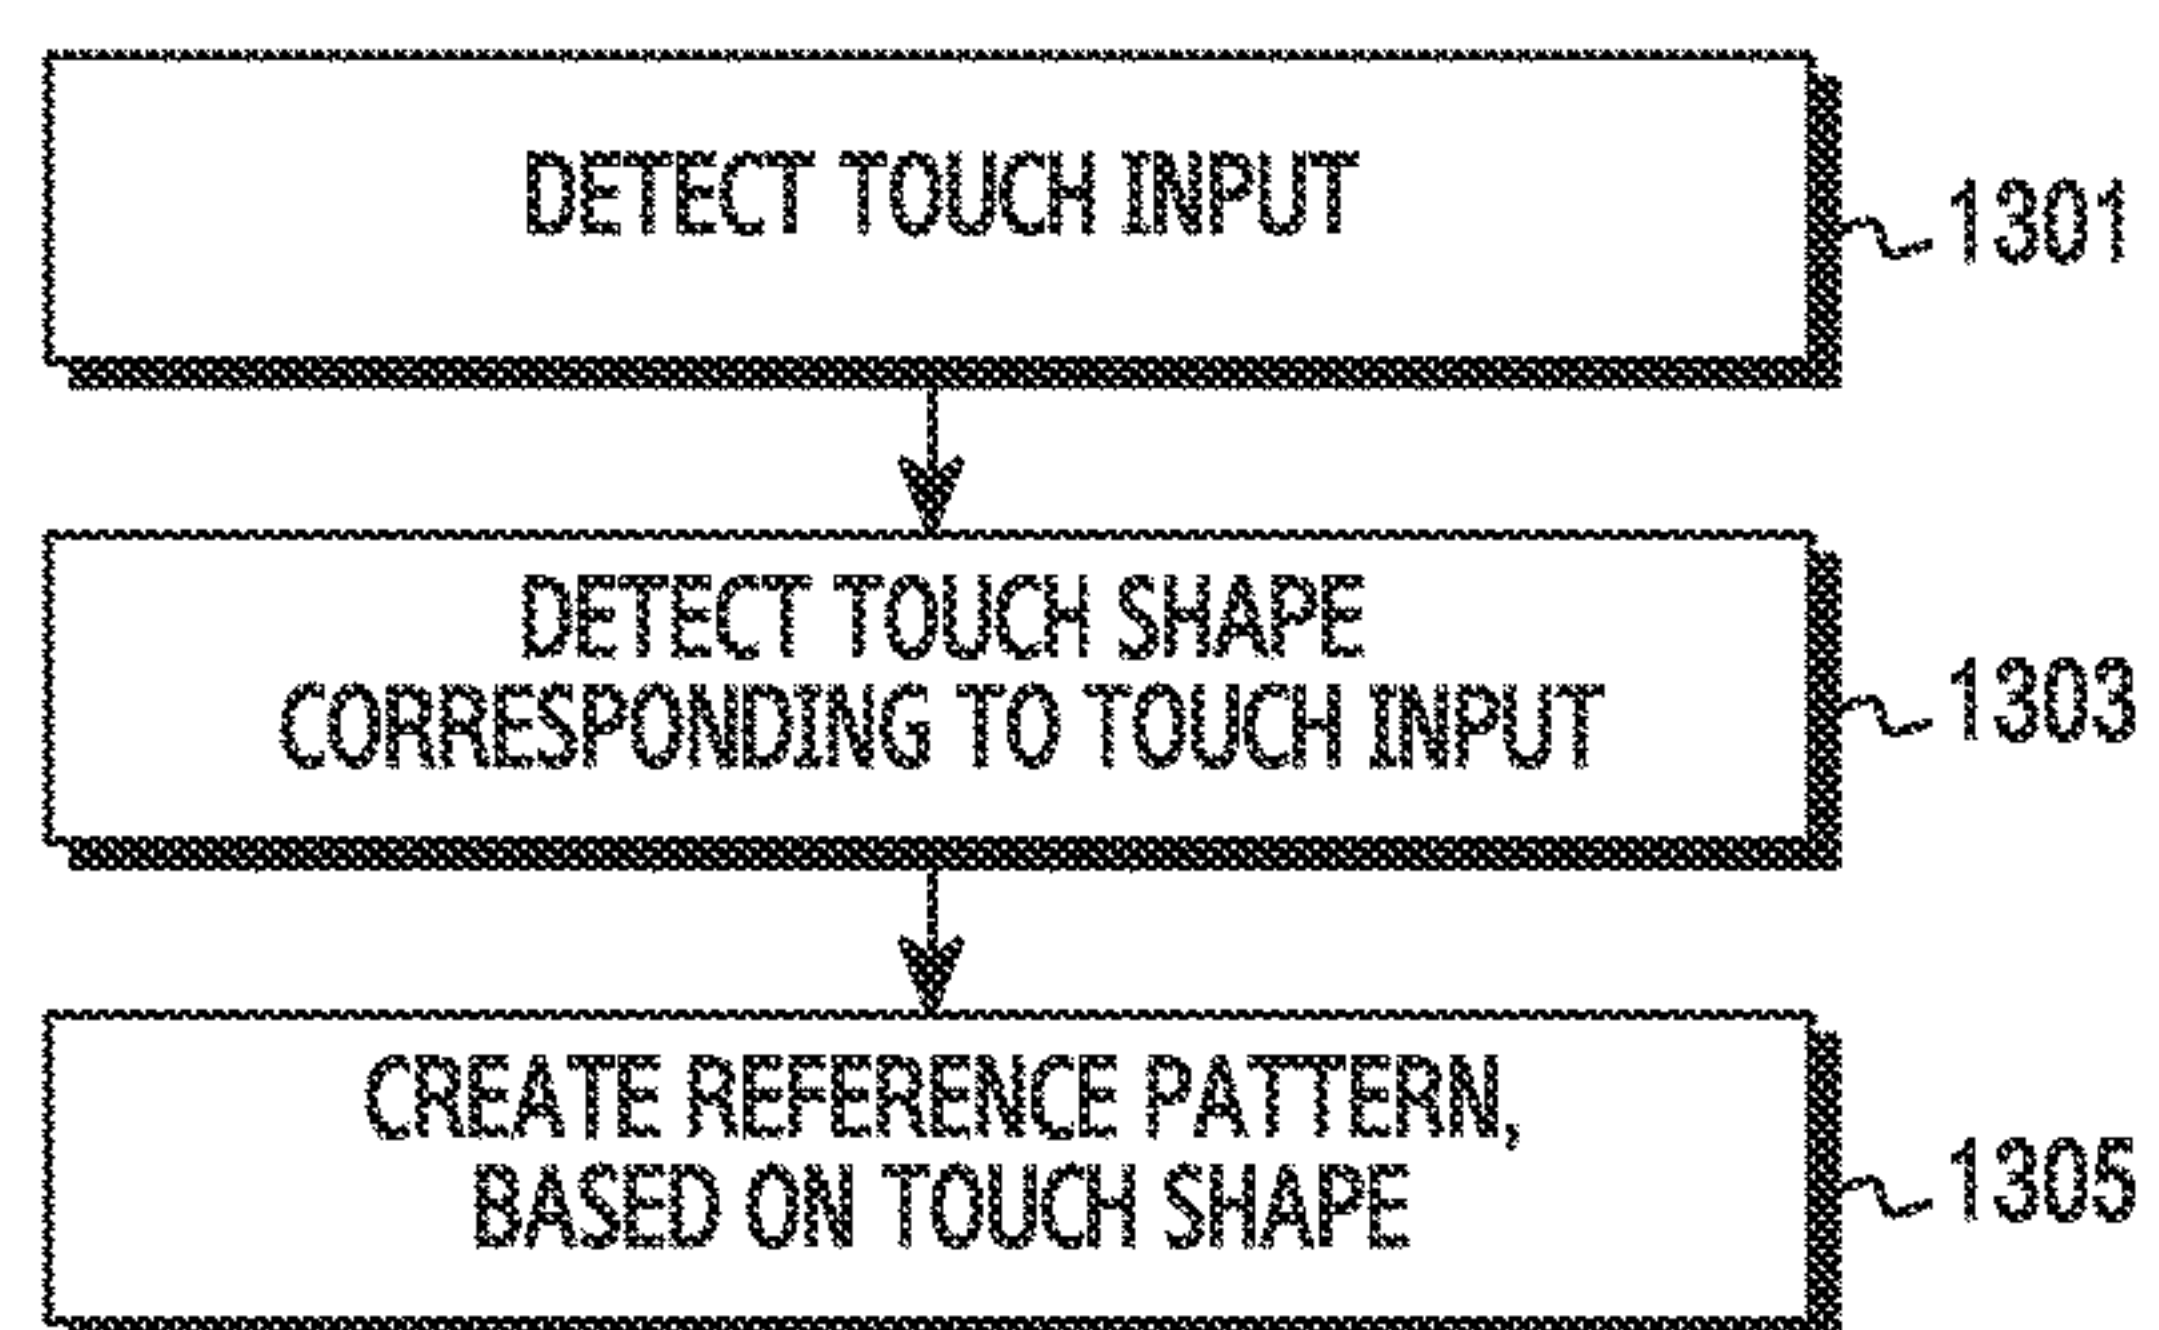 DETECT TOUCH INPUT
1301
DETECT TOUCH SHAPE
CORRESPONDING TO TOUCH INPUT
1303
CREATE REFERENCE PATTERN,
BASED ON TOUCH SHAPE
1305